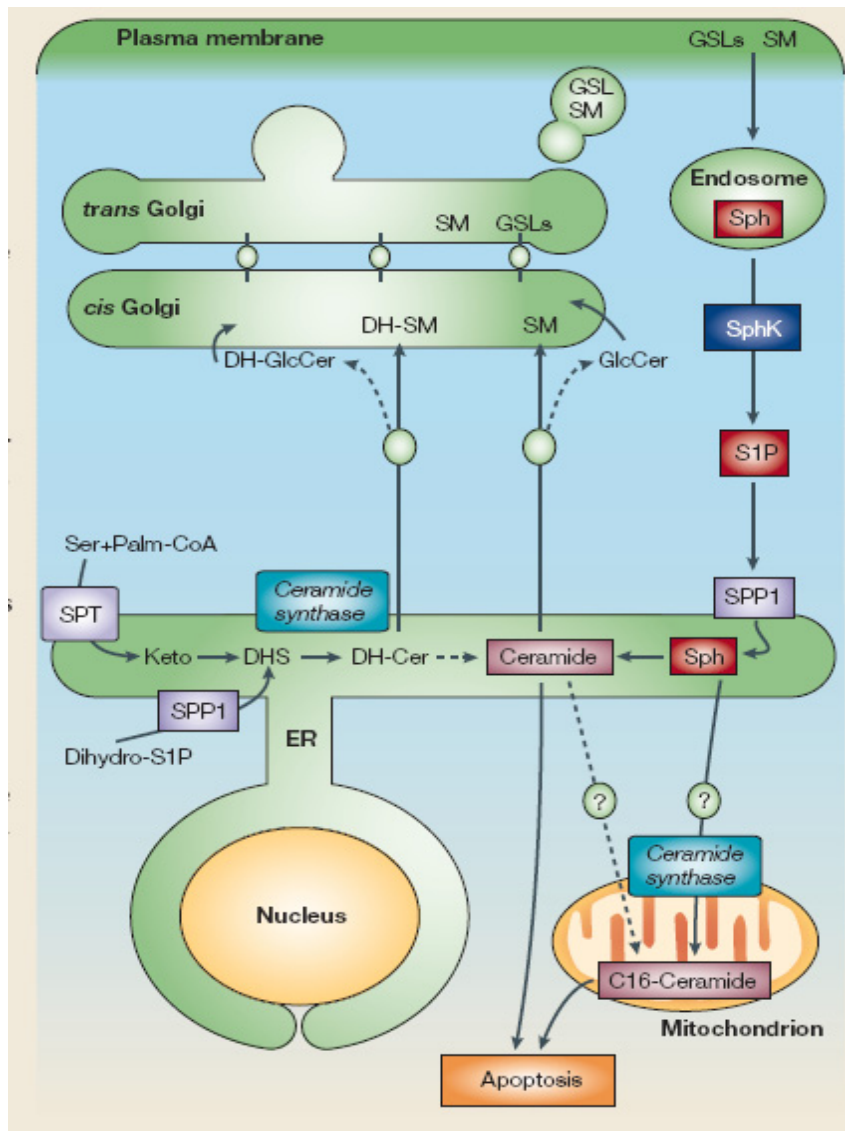 Plasma membrane
GSLs SM
GSL
SM
Endosome
Sph
trans Golgi
SM GSLs
cis Golgi
DH-SM
SM
SphK
DH-GlcCer
GlcCer
S1P
Ser+Palm-CoA
Ceramide
synthase
SPP1
SPT
Keto
DHS
DH-Cer
Ceramide
Sph
SPP1
ER
Dihydro-S1P
?
?
Ceramide
synthase
Nucleus
C16-Ceramide
Mitochondrion
Apoptosis